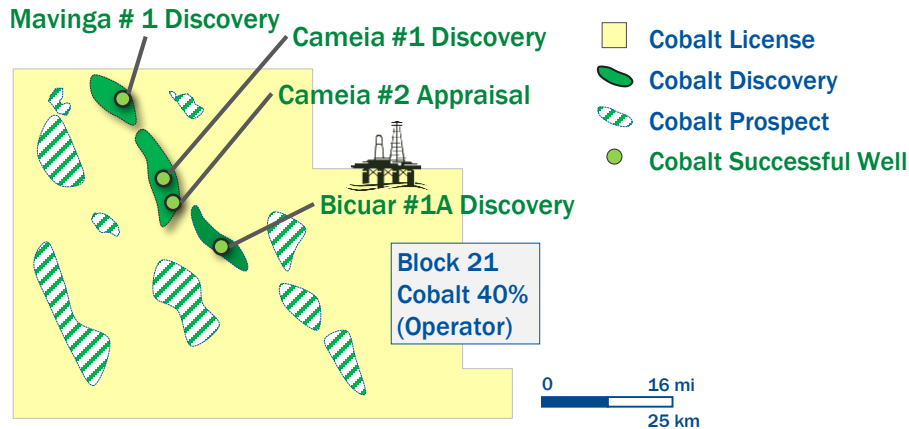 Mavinga # 1 Discovery
Cameia #1 Discovery
Cameia #2 Appraisal
Bicuar #1A Discovery
Block 21
Cobalt 40%
(Operator)
Cobalt License
Cobalt Discovery
Cobalt Prospect
Cobalt Successful Well
0 16 mi
25 km